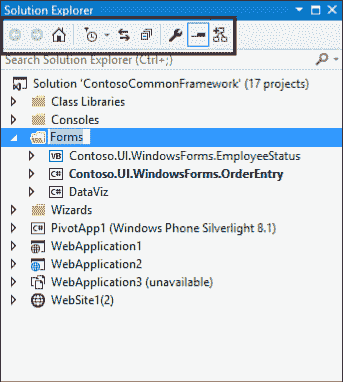 Solution Explorer
Search Solution Explorer (Ctrl+;)
Solution 'ContosoCommonFramework' (17 projects)
Class Libraries
Consoles
Forms
VB Contoso.UI.WindowsForms.EmployeeStatus
C# Contoso.UI.WindowsForms.OrderEntry
C# DataViz
Wizards
C# PivotApp1 (Windows Phone Silverlight 8.1)
WebApplication1
WebApplication2
WebApplication3 (unavailable)
WebSite1(2)